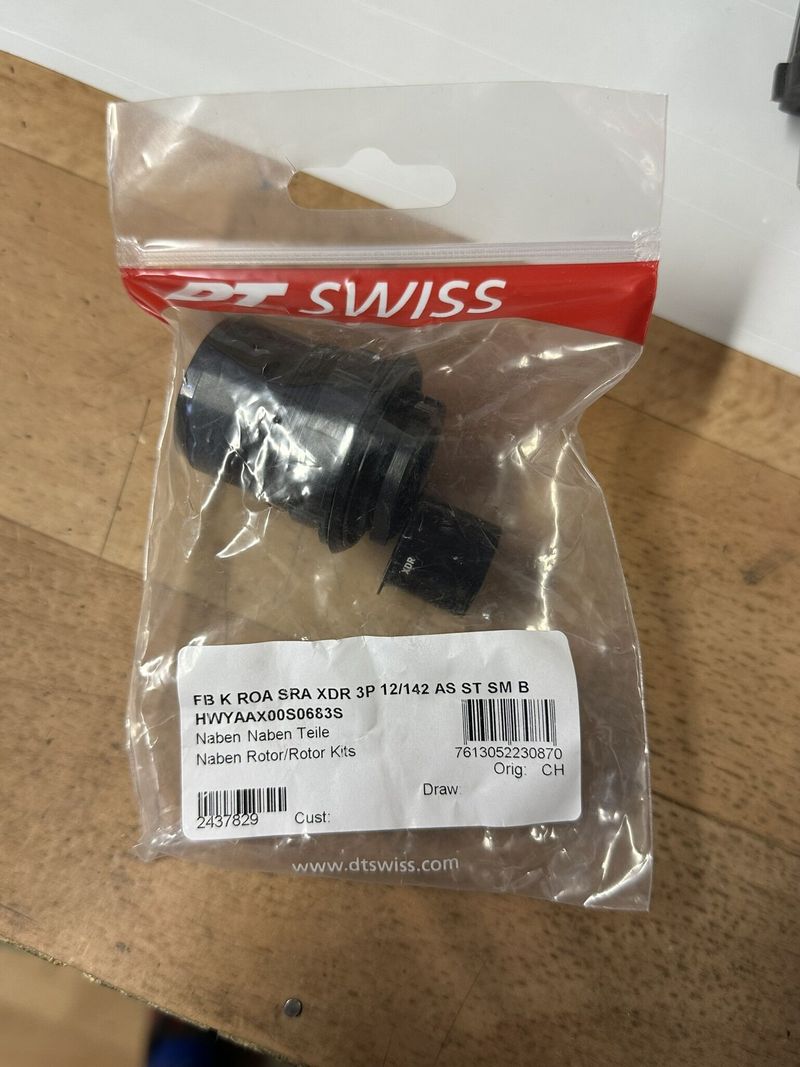 DT SWISS
XDR
FB K ROA SRA XDR 3P 12/142 AS ST SM B
HWYAAX00S0683S
Naben Naben Teile
Naben Rotor/Rotor Kits
7613052230870
Orig: CH
Draw:
2437829
Cust:
www.dtswiss.com